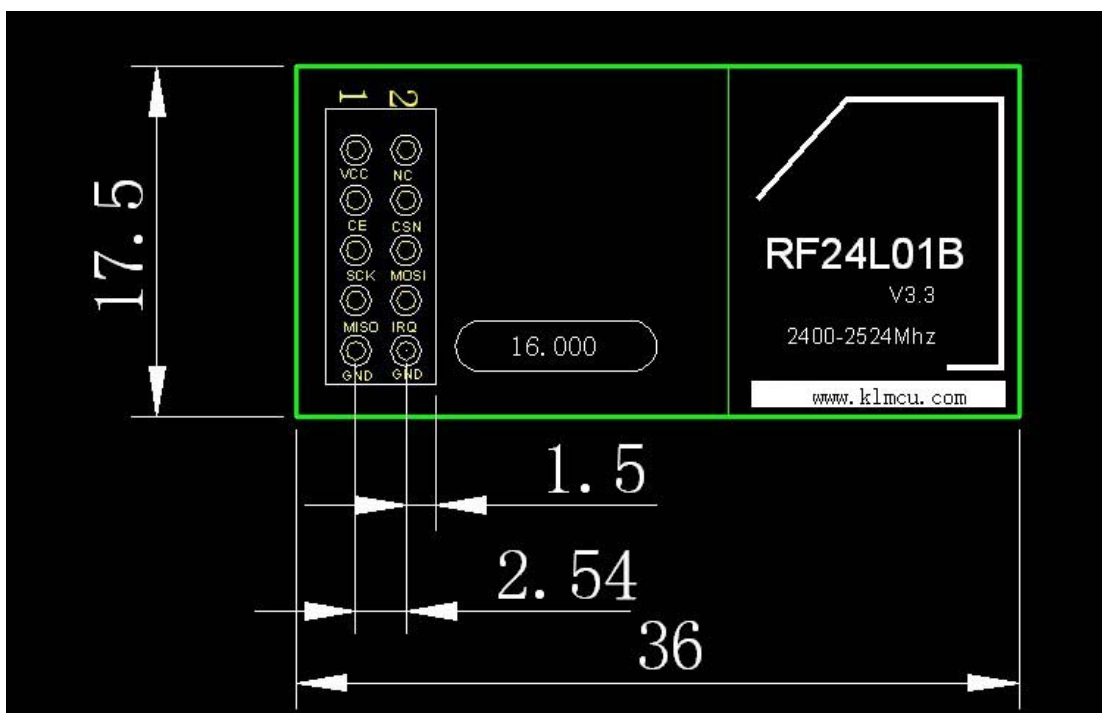 1 2
VCC NC
CE CSN
SCK MOSI
MISO IRQ
GND GND
16.000
RF24L01B
V3.3
2400-2524Mhz
www.klmcu.com
17.5
1.5
2.54
36